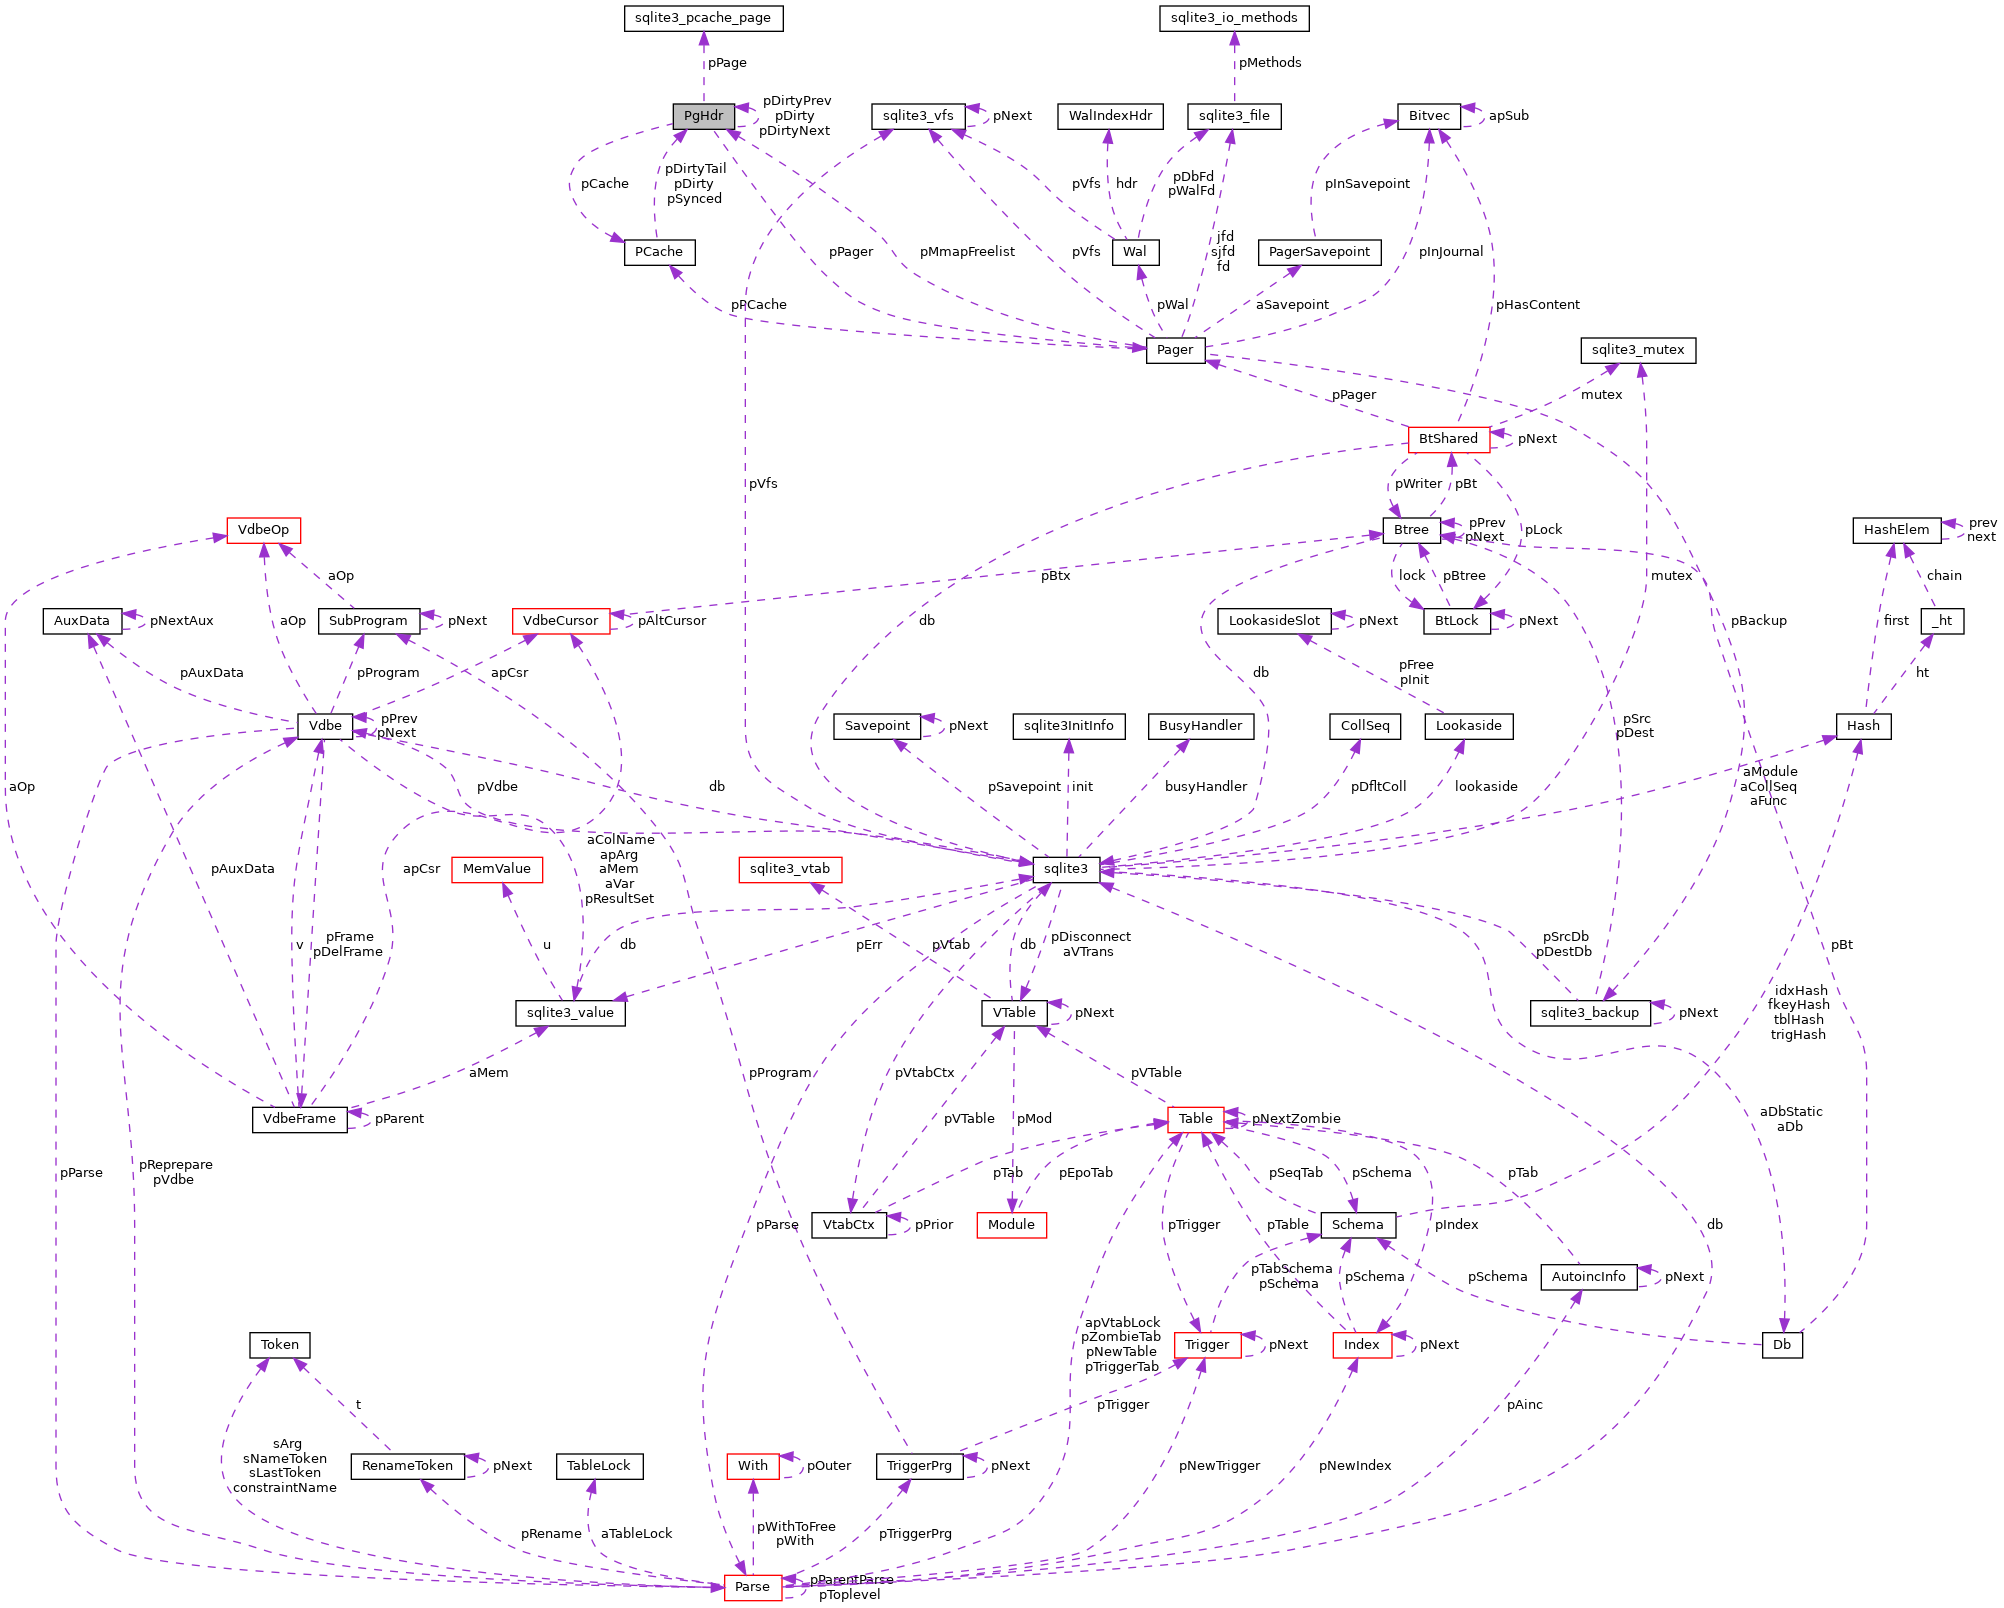 sqlite3_pcache_page
sqlite3_io_methods
pPage
pMethods
PgHdr
pDirtyPrev
pDirty
pDirtyNext
sqlite3_vfs
pNext
WalIndexHdr
sqlite3_file
Bitvec
apSub
pCache
pDirtyTail
pDirty
pSynced
pVfs
hdr
pDbFd
pWalFd
pInSavepoint
PCache
pPager
pMmapFreelist
pVfs
Wal
jfd
sjfd
fd
PagerSavepoint
pInJournal
pPCache
pWal
aSavepoint
pHasContent
Pager
sqlite3_mutex
pPager
mutex
BtShared
pNext
pVfs
pWriter
pBt
VdbeOp
Btree
pPrev
pNext
pLock
HashElem
prev
next
aOp
pBtx
lock
pBtree
mutex
chain
AuxData
pNextAux
aOp
SubProgram
pNext
VdbeCursor
pAltCursor
db
LookasideSlot
pNext
BtLock
pNext
pBackup
first
_ht
pAuxData
pProgram
apCsr
db
pFree
pInit
ht
Vdbe
pPrev
pNext
Savepoint
pNext
sqlite3InitInfo
BusyHandler
CollSeq
Lookaside
pSrc
pDest
Hash
aOp
pVdbe
db
pSavepoint
init
busyHandler
pDfltColl
lookaside
aModule
aCollSeq
aFunc
pAuxData
apCsr
MemValue
aColName
apArg
aMem
aVar
pResultSet
sqlite3_vtab
sqlite3
v
pFrame
pDelFrame
u
db
pErr
pVtab
db
pDisconnect
aVTrans
pSrcDb
pDestDb
pBt
sqlite3_value
VTable
pNext
sqlite3_backup
pNext
idxHash
fkeyHash
tblHash
trigHash
aMem
pProgram
pVtabCtx
pVTable
VdbeFrame
pParent
pVTable
pMod
Table
pNextZombie
aDbStatic
aDb
pParse
pReprepare
pVdbe
pTab
pEpoTab
pSeqTab
pSchema
pTab
pParse
VtabCtx
pPrior
Module
pTrigger
pTable
Schema
pIndex
db
pTabSchema
pSchema
pSchema
pSchema
AutoincInfo
pNext
Token
apVtabLock
pZombieTab
pNewTable
pTriggerTab
Trigger
pNext
Index
pNext
Db
t
pTrigger
pAinc
sArg
sNameToken
sLastToken
constraintName
RenameToken
pNext
TableLock
With
pOuter
TriggerPrg
pNext
pNewTrigger
pNewIndex
pRename
aTableLock
pWithToFree
pWith
pTriggerPrg
Parse
pParentParse
pToplevel